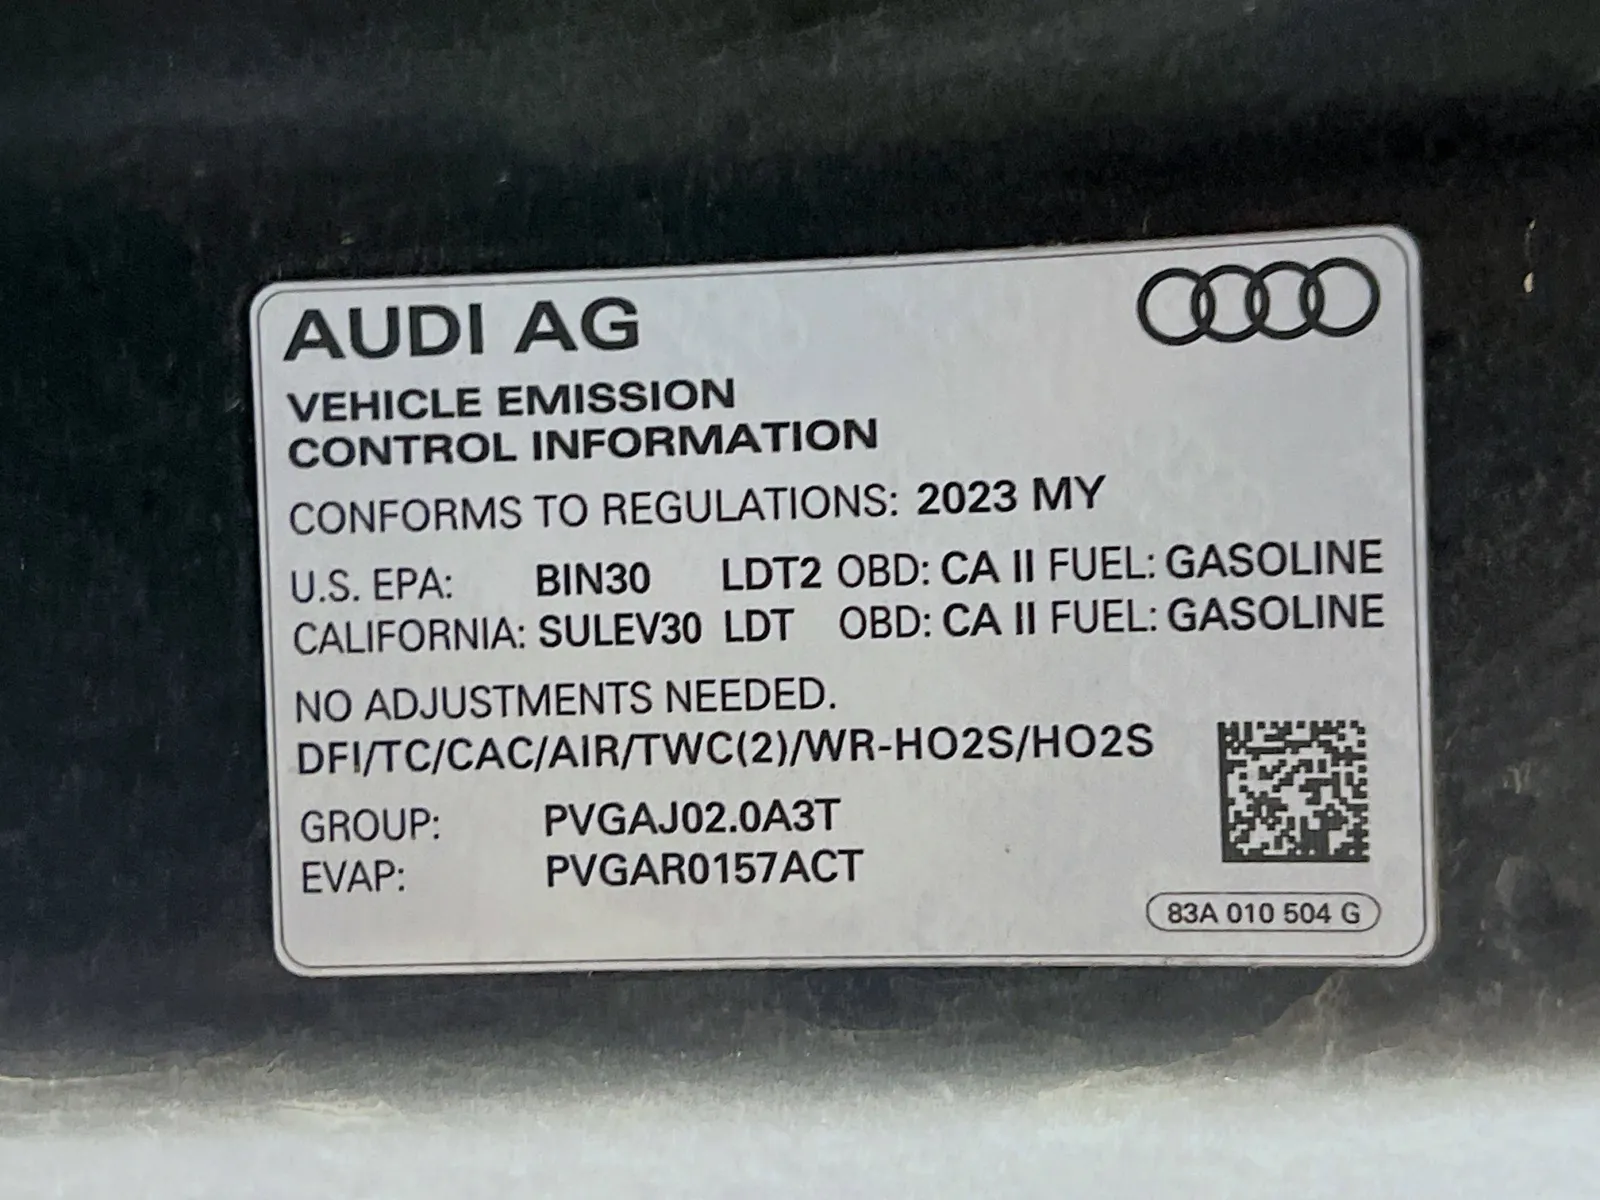 AUDI AG
VEHICLE EMISSION
CONTROL INFORMATION
CONFORMS TO REGULATIONS: 2023 MY
U.S. EPA: BIN30 LDT2 OBD: CA II FUEL: GASOLINE
CALIFORNIA: SULEV30 LDT OBD: CA II FUEL: GASOLINE
NO ADJUSTMENTS NEEDED.
DFI/TC/CAC/AIR/TWC(2)/WR-HO2S/HO2S
GROUP: PVGAJ02.0A3T
EVAP: PVGAR0157ACT
83A 010 504 G